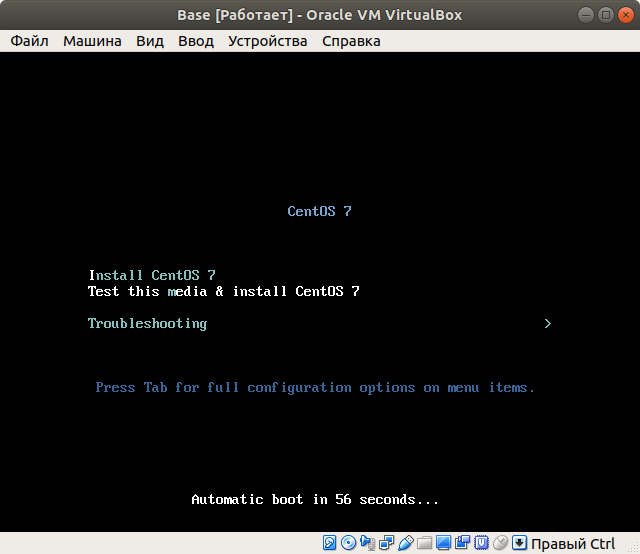 Base [Работает] - Oracle VM VirtualBox
Файл Машина Вид Ввод Устройства Справка
CentOS 7
Install CentOS 7
Test this media & install CentOS 7
Troubleshooting >
Press Tab for full configuration options on menu items.
Automatic boot in 56 seconds...
Правый Ctrl